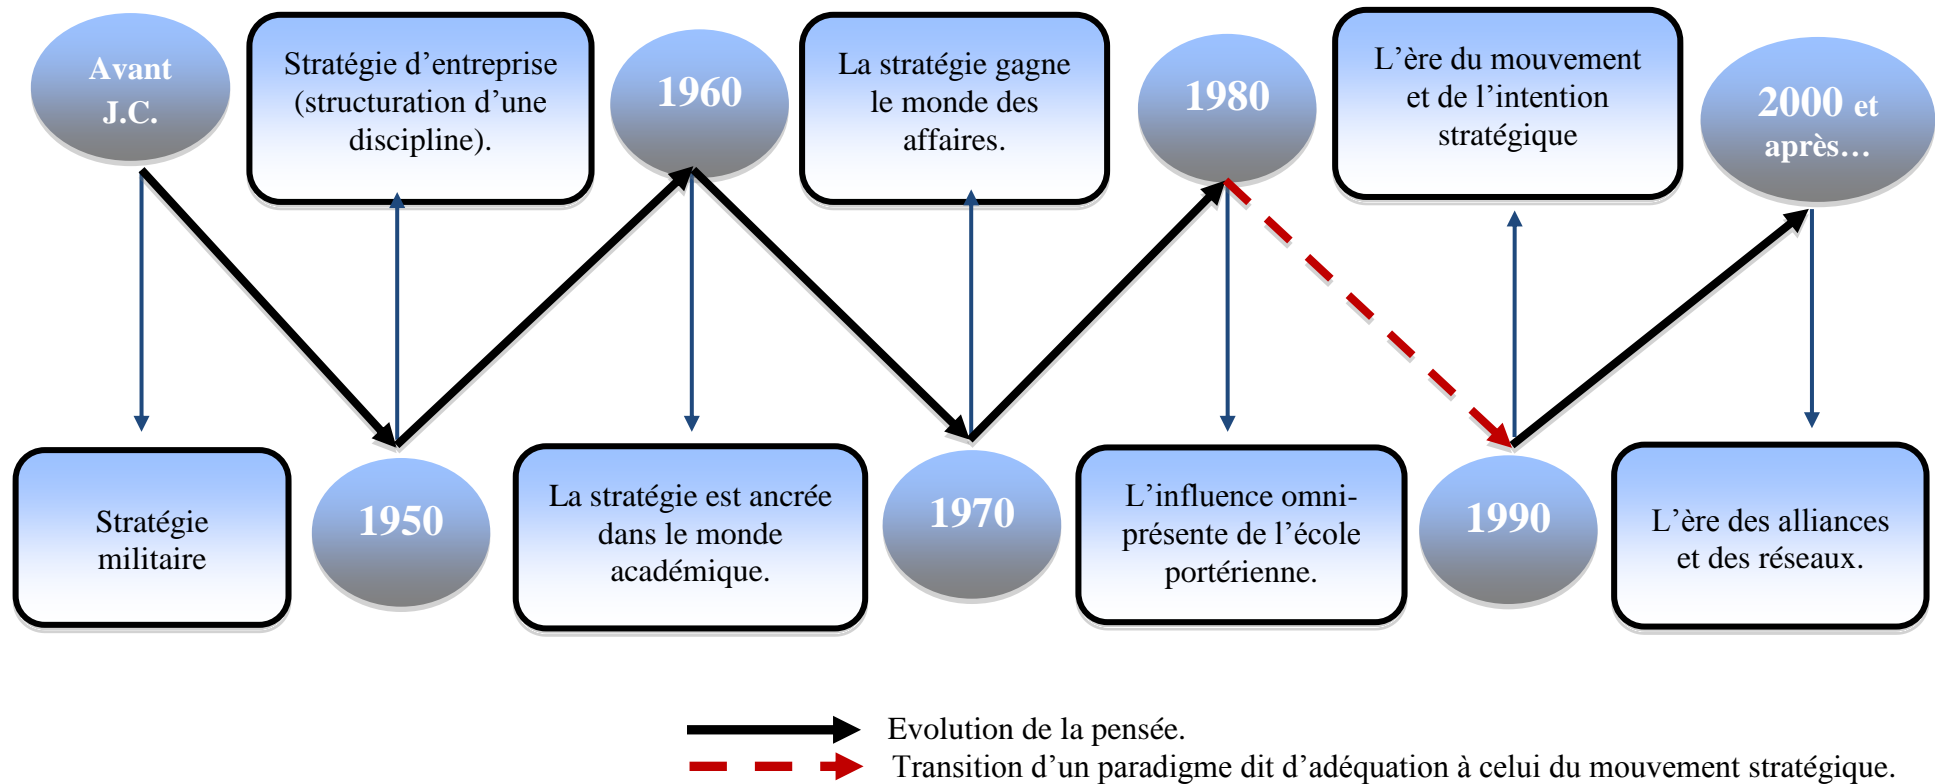 Avant
J.C.
Stratégie d’entreprise
(structuration d’une
discipline).
1960
La stratégie gagne
le monde des
affaires.
1980
L’ère du mouvement
et de l’intention
stratégique
2000 et
après…
Stratégie
militaire
1950
La stratégie est ancrée
dans le monde
académique.
1970
L’influence omni-
présente de l’école
portérienne.
1990
L’ère des alliances
et des réseaux.
Evolution de la pensée.
Transition d’un paradigme dit d’adéquation à celui du mouvement stratégique.